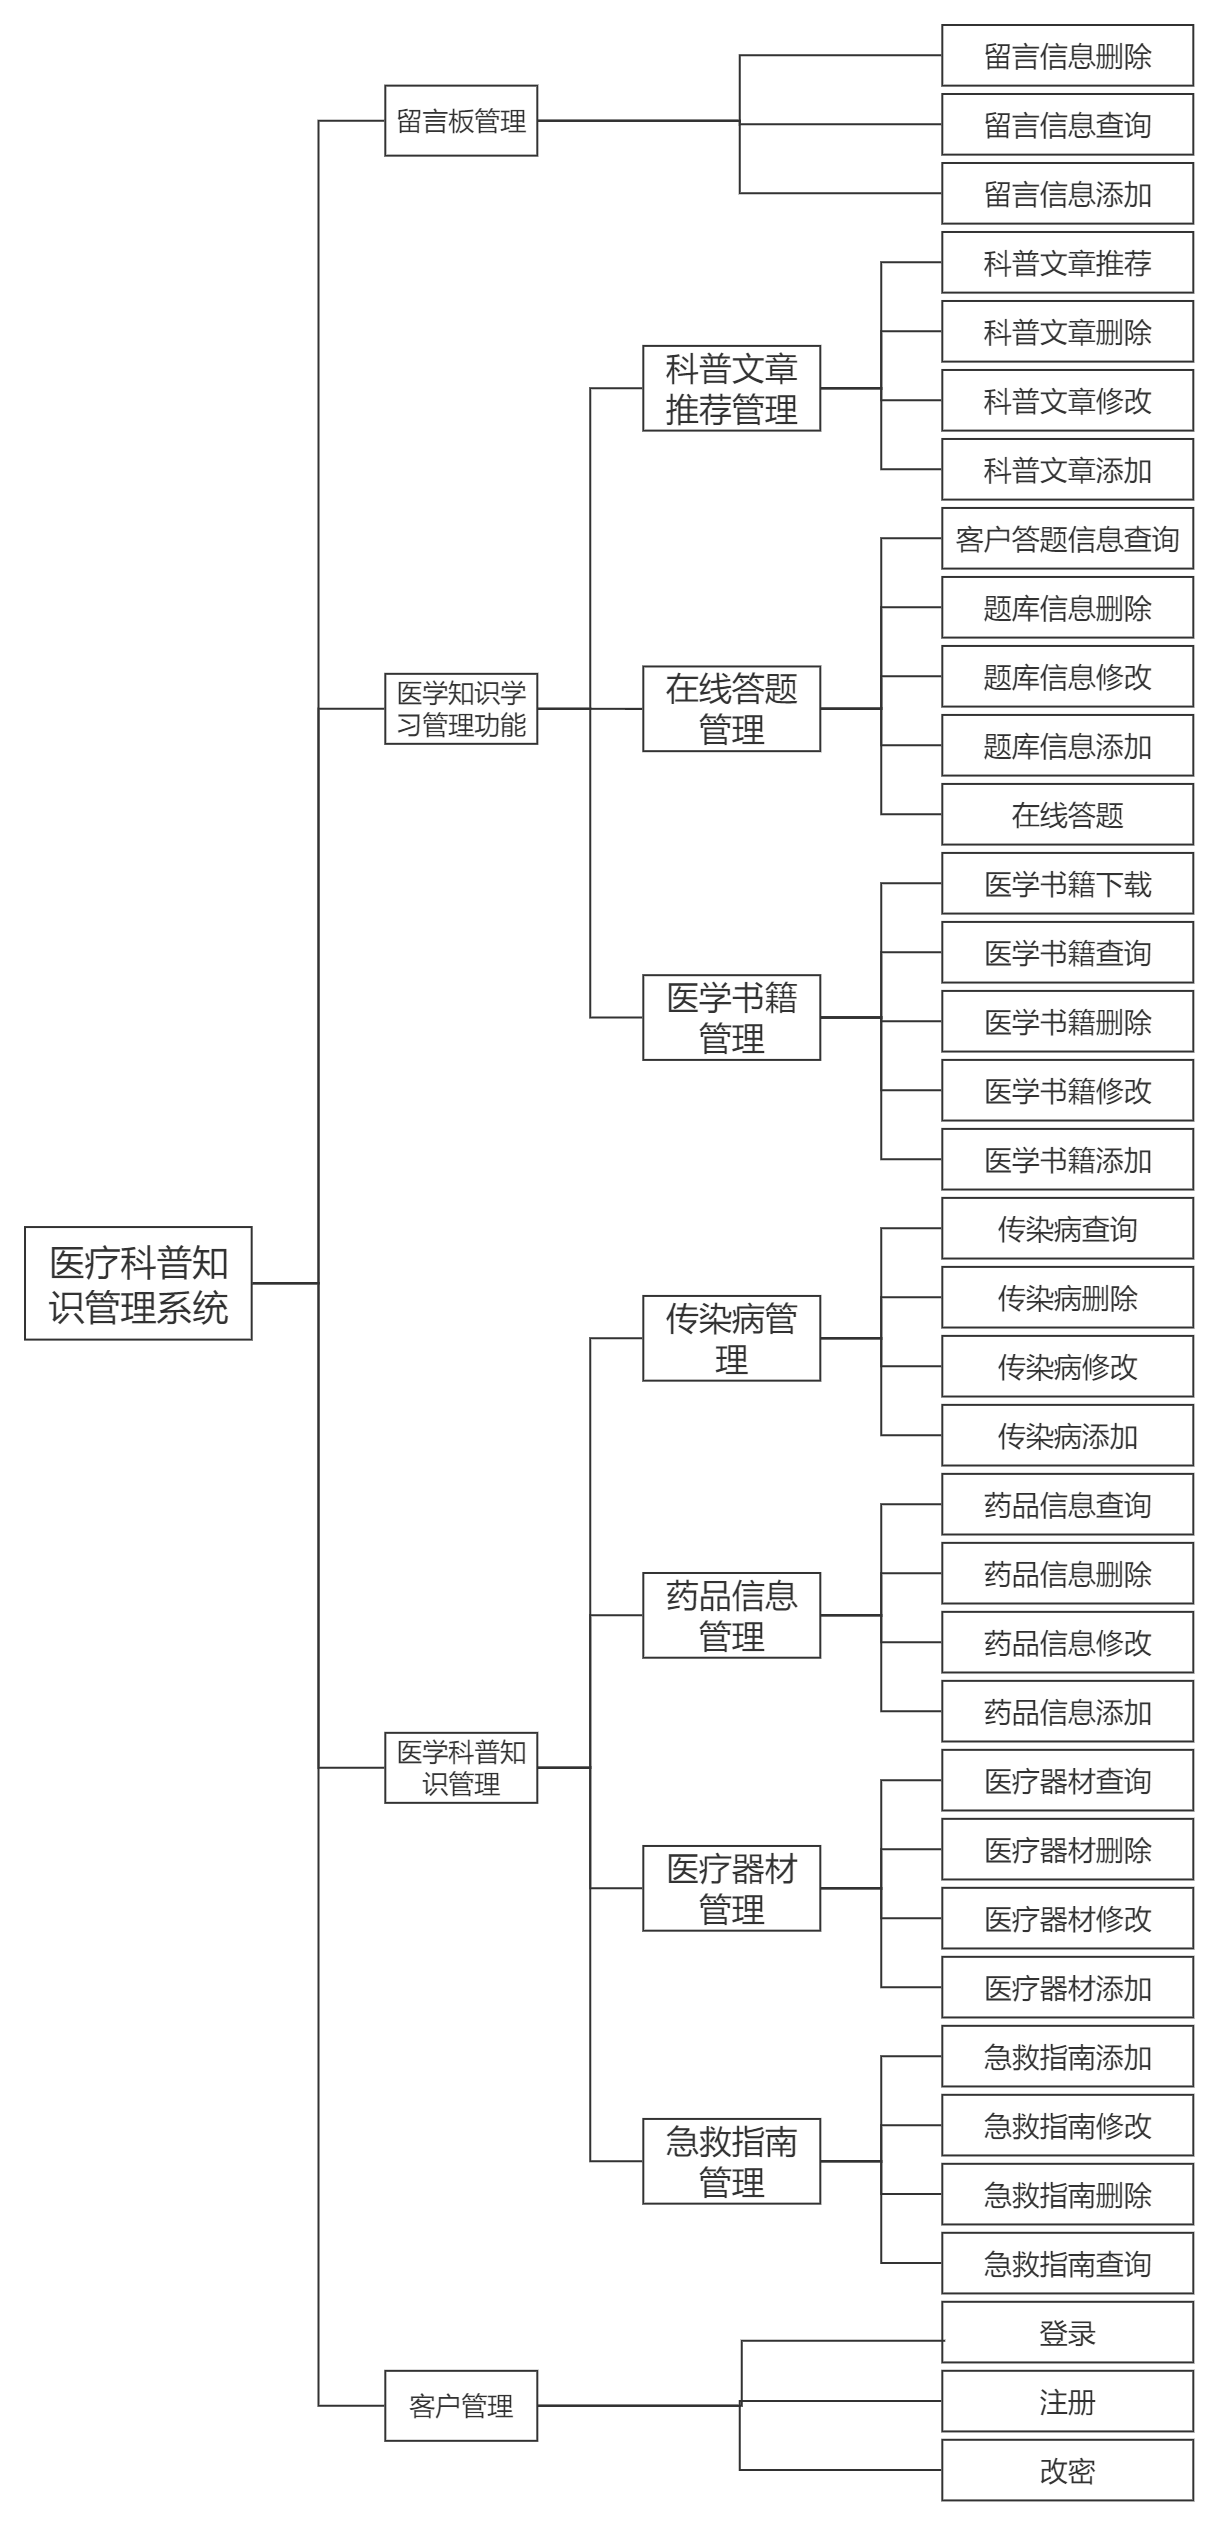 留言信息删除
留言板管理
留言信息查询
留言信息添加
科普文章推荐
科普文章删除
科普文章
推荐管理
科普文章修改
科普文章添加
客户答题信息查询
题库信息删除
医学知识学
习管理功能
在线答题
管理
题库信息修改
题库信息添加
在线答题
医学书籍下载
医学书籍查询
医学书籍
管理
医学书籍删除
医学书籍修改
医学书籍添加
医疗科普知
识管理系统
传染病查询
传染病删除
传染病管
理
传染病修改
传染病添加
药品信息查询
药品信息删除
药品信息
管理
药品信息修改
药品信息添加
医学科普知
识管理
医疗器材查询
医疗器材删除
医疗器材
管理
医疗器材修改
医疗器材添加
急救指南添加
急救指南修改
急救指南
管理
急救指南删除
急救指南查询
登录
客户管理
注册
改密